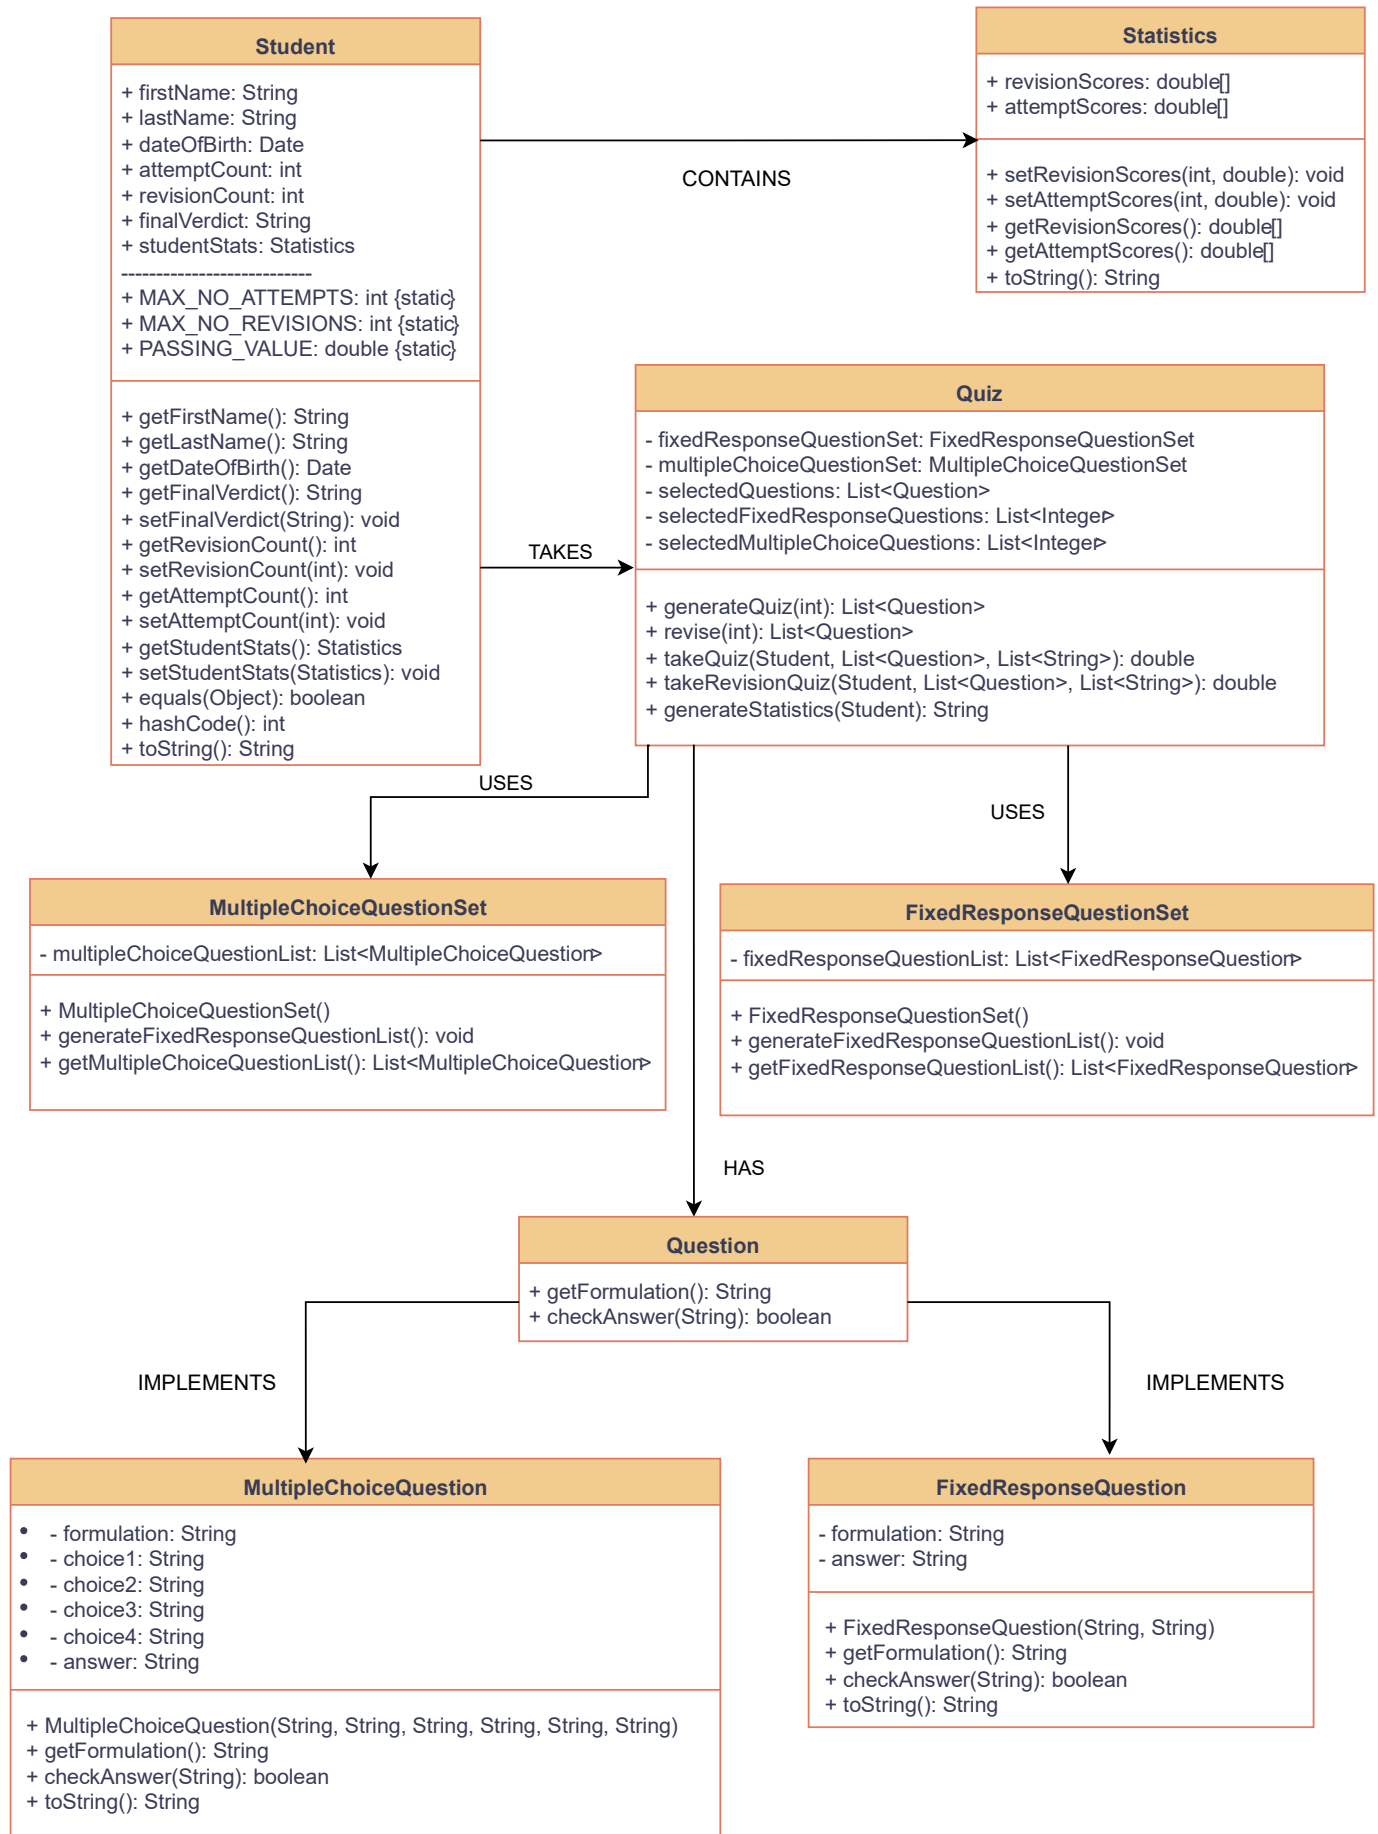 Student
+ firstName: String
+ lastName: String
+ dateOfBirth: Date
+ attemptCount: int
+ revisionCount: int
+ finalVerdict: String
+ studentStats: Statistics
---------------------------
+ MAX_NO_ATTEMPTS: int {static}
+ MAX_NO_REVISIONS: int {static}
+ PASSING_VALUE: double {static}
+ getFirstName(): String
+ getLastName(): String
+ getDateOfBirth(): Date
+ getFinalVerdict(): String
+ setFinalVerdict(String): void
+ getRevisionCount(): int
+ setRevisionCount(int): void
+ getAttemptCount(): int
+ setAttemptCount(int): void
+ getStudentStats(): Statistics
+ setStudentStats(Statistics): void
+ equals(Object): boolean
+ hashCode(): int
+ toString(): String
CONTAINS
Statistics
+ revisionScores: double[]
+ attemptScores: double[]
+ setRevisionScores(int, double): void
+ setAttemptScores(int, double): void
+ getRevisionScores(): double[]
+ getAttemptScores(): double[]
+ toString(): String
TAKES
Quiz
- fixedResponseQuestionSet: FixedResponseQuestionSet
- multipleChoiceQuestionSet: MultipleChoiceQuestionSet
- selectedQuestions: List<Question>
- selectedFixedResponseQuestions: List<Integer>
- selectedMultipleChoiceQuestions: List<Integer>
+ generateQuiz(int): List<Question>
+ revise(int): List<Question>
+ takeQuiz(Student, List<Question>, List<String>): double
+ takeRevisionQuiz(Student, List<Question>, List<String>): double
+ generateStatistics(Student): String
USES
USES
MultipleChoiceQuestionSet
- multipleChoiceQuestionList: List<MultipleChoiceQuestion>
+ MultipleChoiceQuestionSet()
+ generateFixedResponseQuestionList(): void
+ getMultipleChoiceQuestionList(): List<MultipleChoiceQuestion>
FixedResponseQuestionSet
- fixedResponseQuestionList: List<FixedResponseQuestion>
+ FixedResponseQuestionSet()
+ generateFixedResponseQuestionList(): void
+ getFixedResponseQuestionList(): List<FixedResponseQuestion>
HAS
Question
+ getFormulation(): String
+ checkAnswer(String): boolean
IMPLEMENTS
IMPLEMENTS
MultipleChoiceQuestion
• - formulation: String
• - choice1: String
• - choice2: String
• - choice3: String
• - choice4: String
• - answer: String
+ MultipleChoiceQuestion(String, String, String, String, String, String)
+ getFormulation(): String
+ checkAnswer(String): boolean
+ toString(): String
FixedResponseQuestion
- formulation: String
- answer: String
+ FixedResponseQuestion(String, String)
+ getFormulation(): String
+ checkAnswer(String): boolean
+ toString(): String